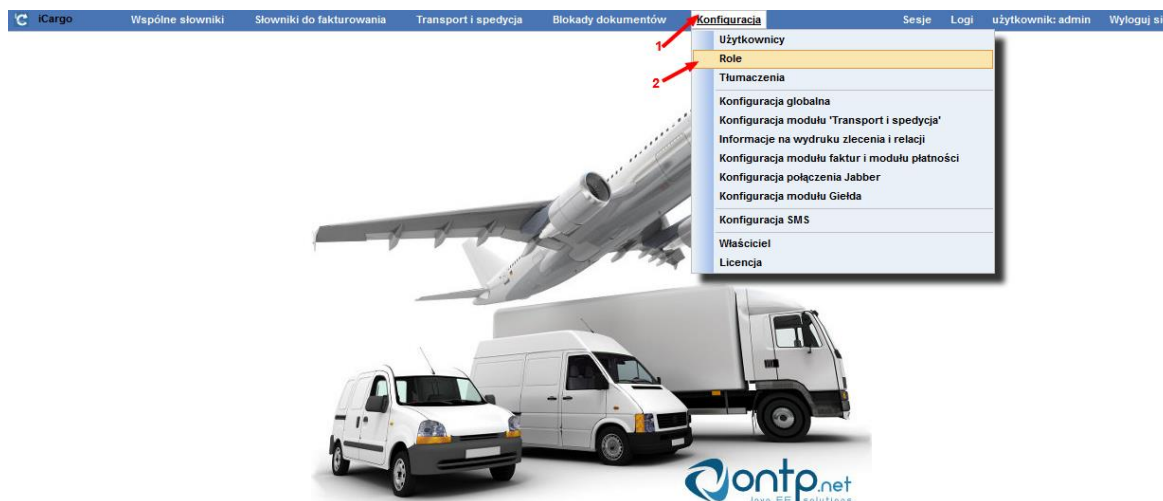 iCargo Wspólne słowniki Słowniki do fakturowania Transport i spedycja Blokady dokumentów Konfiguracja Sesje Logi użytkownik: admin Wyloguj si
1
2
Użytkownicy
Role
Tłumaczenia
Konfiguracja globalna
Konfiguracja modułu 'Transport i spedycja'
Informacje na wydruku zlecenia i relacji
Konfiguracja modułu faktur i modułu płatności
Konfiguracja połączenia Jabber
Konfiguracja modułu Giełda
Konfiguracja SMS
Właściciel
Licencja
ontp.net